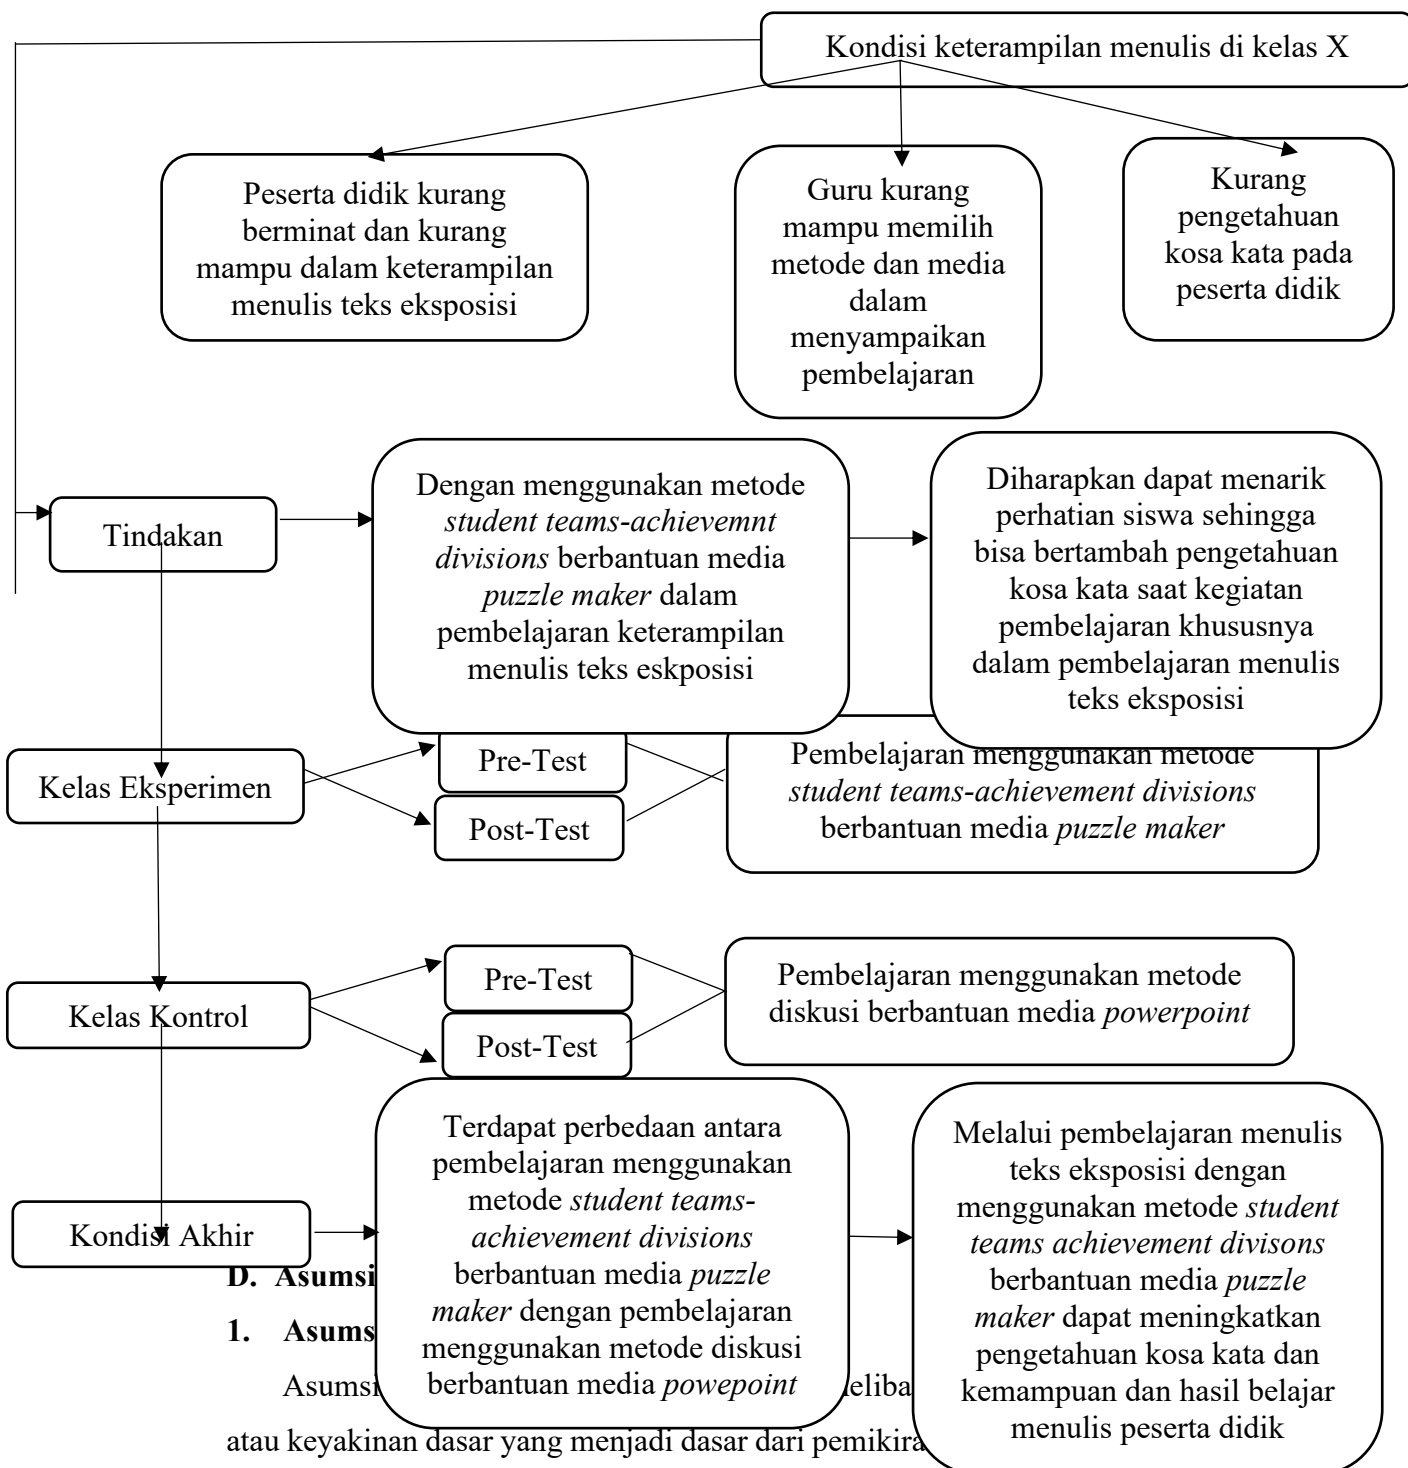 Kondisi keterampilan menulis di kelas X
Peserta didik kurang
berminat dan kurang
mampu dalam keterampilan
menulis teks eksposisi
Guru kurang
mampu memilih
metode dan media
dalam
menyampaikan
pembelajaran
Kurang
pengetahuan
kosa kata pada
peserta didik
Tindakan
Dengan menggunakan metode
student teams-achievemnt
divisions berbantuan media
puzzle maker dalam
pembelajaran keterampilan
menulis teks eskposisi
Diharapkan dapat menarik
perhatian siswa sehingga
bisa bertambah pengetahuan
kosa kata saat kegiatan
pembelajaran khususnya
dalam pembelajaran menulis
teks eksposisi
Kelas Eksperimen
Pre-Test
Post-Test
Pembelajaran menggunakan metode
student teams-achievement divisions
berbantuan media puzzle maker
Kelas Kontrol
Pre-Test
Post-Test
Pembelajaran menggunakan metode
diskusi berbantuan media powerpoint
Kondisi Akhir
Terdapat perbedaan antara
pembelajaran menggunakan
metode student teams-
achievement divisions
berbantuan media puzzle
maker dengan pembelajaran
menggunakan metode diskusi
berbantuan media powepoint
Melalui pembelajaran menulis
teks eksposisi dengan
menggunakan metode student
teams achievement divisons
berbantuan media puzzle
maker dapat meningkatkan
pengetahuan kosa kata dan
kemampuan dan hasil belajar
menulis peserta didik
D. Asumsi
1. Asums
Asumsi
atau keyakinan dasar yang menjadi dasar dari pemikira